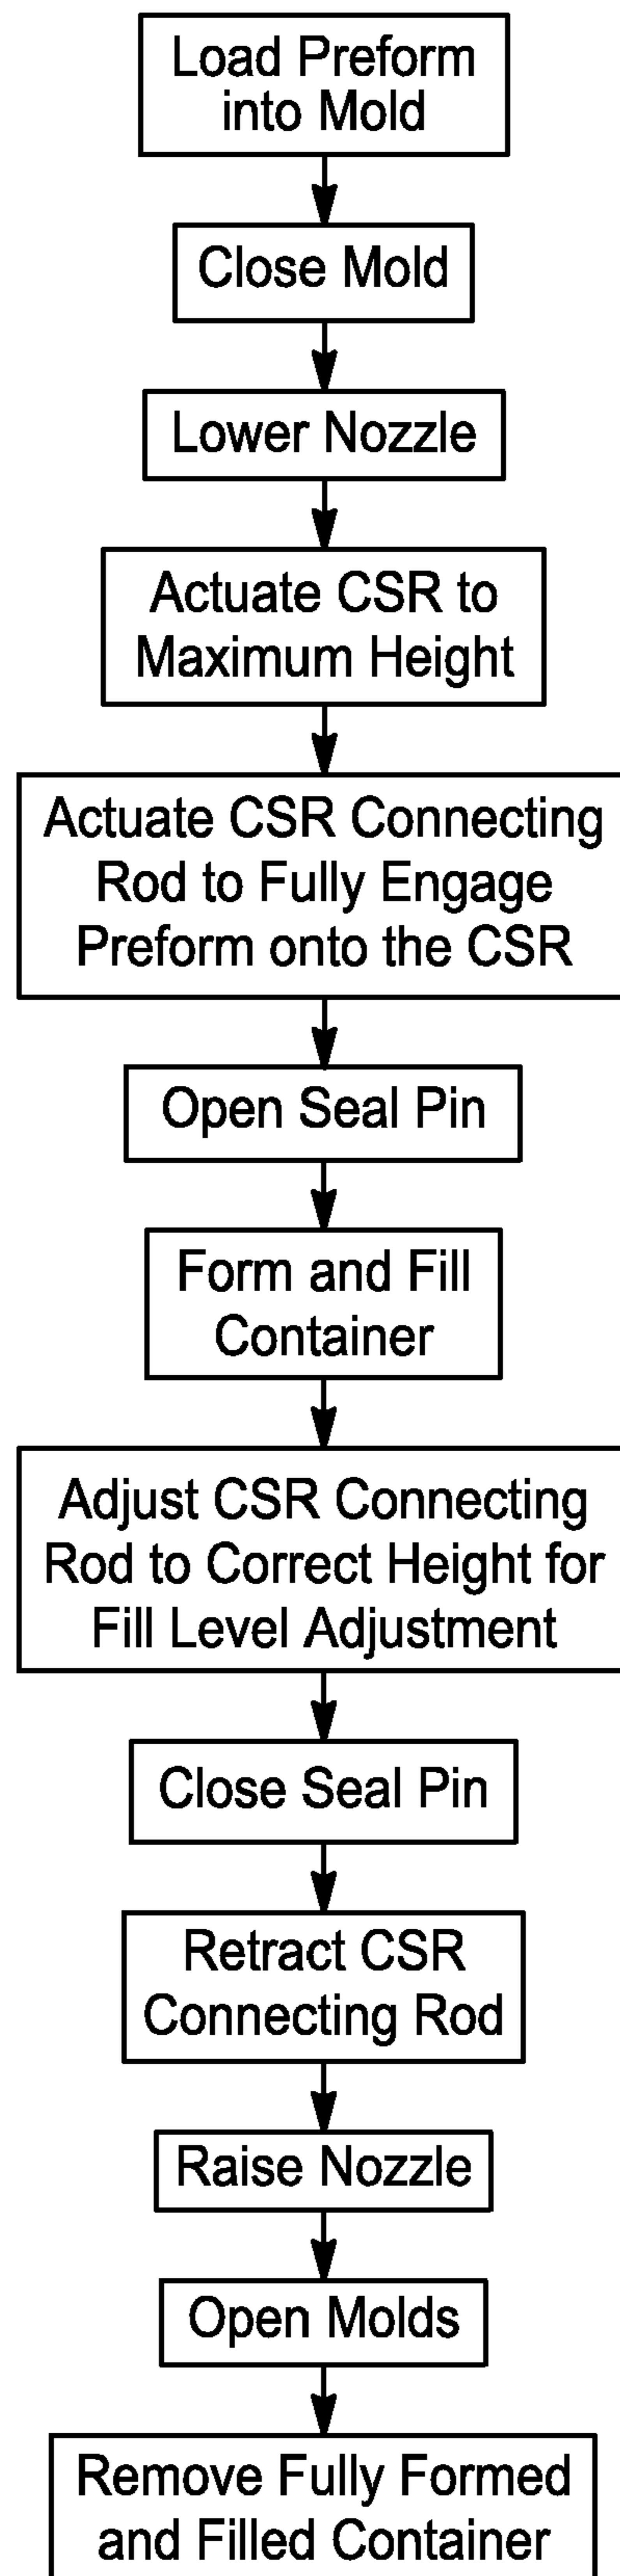 Load Preform
into Mold
Close Mold
Lower Nozzle
Actuate CSR to
Maximum Height
Actuate CSR Connecting
Rod to Fully Engage
Preform onto the CSR
Open Seal Pin
Form and Fill
Container
Adjust CSR Connecting
Rod to Correct Height for
Fill Level Adjustment
Close Seal Pin
Retract CSR
Connecting Rod
Raise Nozzle
Open Molds
Remove Fully Formed
and Filled Container